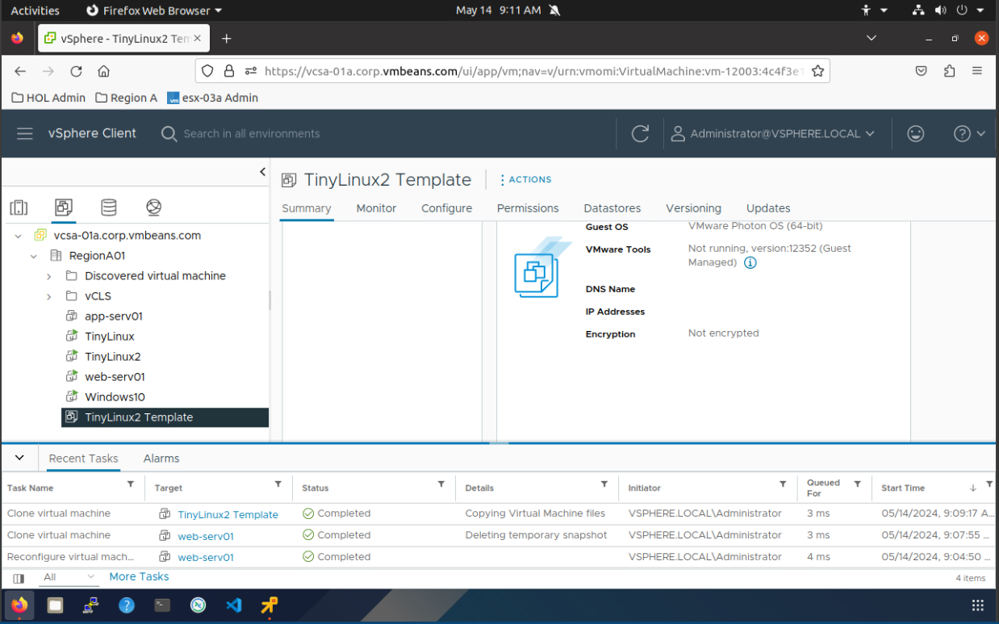 Activities Firefox Web Browser May 14 9:11 AM
vSphere - TinyLinux2 Tem
https://vcsa-01a.corp.vmbeans.com/ui/app/vm;nav=v/urn:vmomi:VirtualMachine:vm-12003:4c4f3e1
HOL Admin Region A vm esx-03a Admin
vSphere Client Search in all environments Administrator@VSPHERE.LOCAL
TinyLinux2 Template ACTIONS
Summary Monitor Configure Permissions Datastores Versioning Updates
vcsa-01a.corp.vmbeans.com
RegionA01
Discovered virtual machine
vCLS
app-serv01
TinyLinux
TinyLinux2
web-serv01
Windows10
TinyLinux2 Template
Guest OS VMware Photon OS (64-bit)
VMware Tools Not running, version:12352 (Guest
Managed)
DNS Name
IP Addresses
Encryption Not encrypted
Recent Tasks Alarms
Task Name Target Status Details Initiator Queued
For Start Time
Clone virtual machine TinyLinux2 Template Completed Copying Virtual Machine files VSPHERE.LOCAL\Administrator 3 ms 05/14/2024, 9:09:17 A...
Clone virtual machine web-serv01 Completed Deleting temporary snapshot VSPHERE.LOCAL\Administrator 3 ms 05/14/2024, 9:07:55 ...
Reconfigure virtual mach... web-serv01 Completed VSPHERE.LOCAL\Administrator 4 ms 05/14/2024, 9:04:50 ...
All More Tasks 4 items